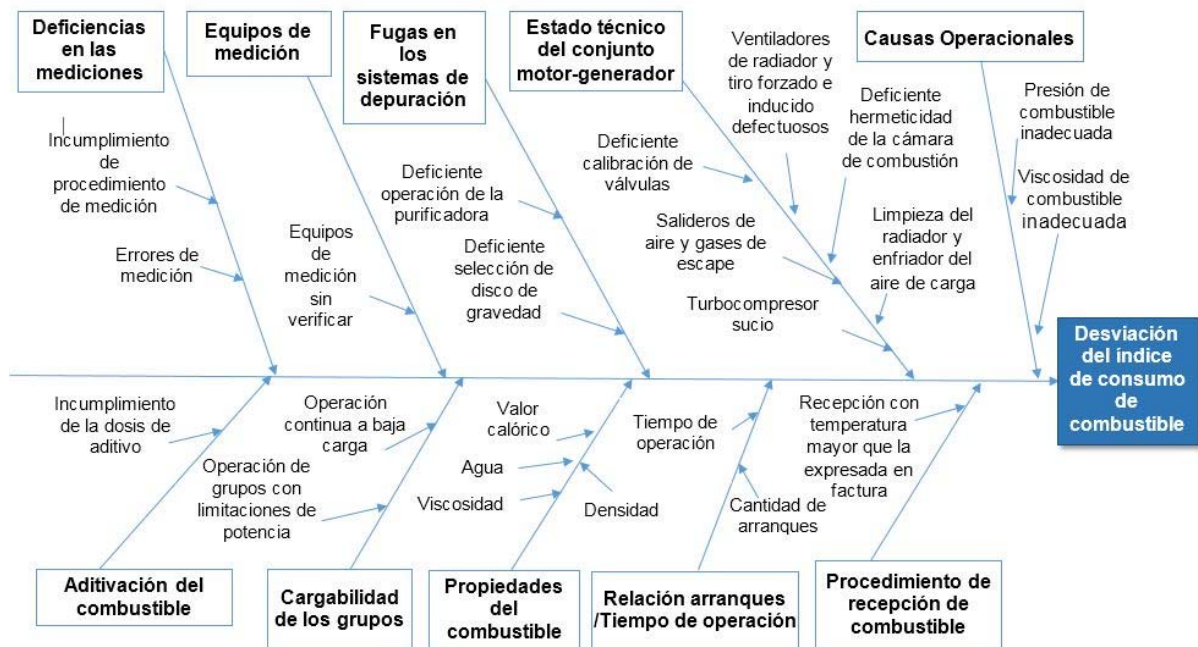 Deficiencias
en las
mediciones
Equipos de
medición
Fugas en
los
sistemas de
depuración
Estado técnico
del conjunto
motor-generador
Ventiladores
de radiador y
tiro forzado e
inducido
defectuosos
Causas Operacionales
Incumplimiento
de
procedimiento
de medición
Errores de
medición
Equipos
de
medición
sin
verificar
Deficiente
operación de la
purificadora
Deficiente
selección de
disco de
gravedad
Deficiente
calibración de
válvulas
Salideros de
aire y gases de
escape
Turbocompresor
sucio
Deficiente
hermeticidad
de la cámara
de combustión
Limpieza del
radiador y
enfriador del
aire de carga
Presión de
combustible
inadecuada
Viscosidad de
combustible
inadecuada
Desviación
del índice
de consumo
de
combustible
Incumplimiento
de la dosis de
aditivo
Operación
continua a baja
carga
Operación de
grupos con
limitaciones de
potencia
Valor
calórico
Agua
Viscosidad
Densidad
Tiempo de
operación
Cantidad de
arranques
Recepción con
temperatura
mayor que la
expresada en
factura
Aditivación del
combustible
Cargabilidad
de los grupos
Propiedades
del
combustible
Relación arranques
/Tiempo de operación
Procedimiento de
recepción de
combustible